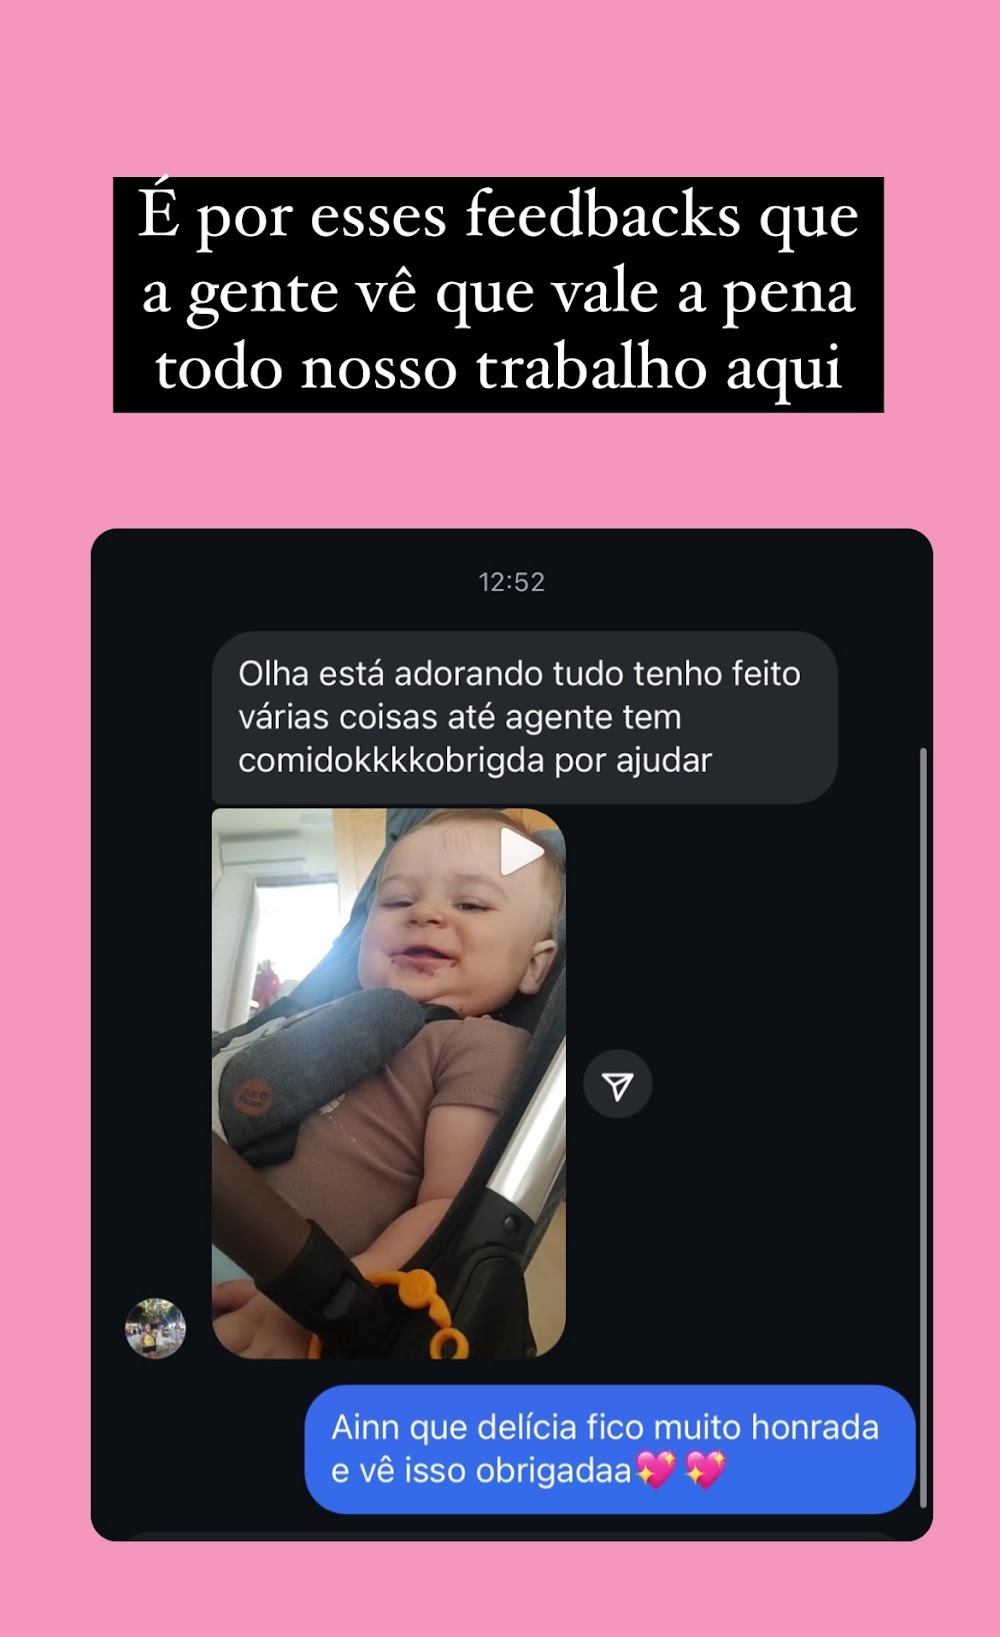 É por esses feedbacks que
a gente vê que vale a pena
todo nosso trabalho aqui
12:52
Olha está adorando tudo tenho feito
várias coisas até agente tem
comidokkkkobrigda por ajudar
Ainn que delícia fico muito honrada
e vê isso obrigadaa💖 💖